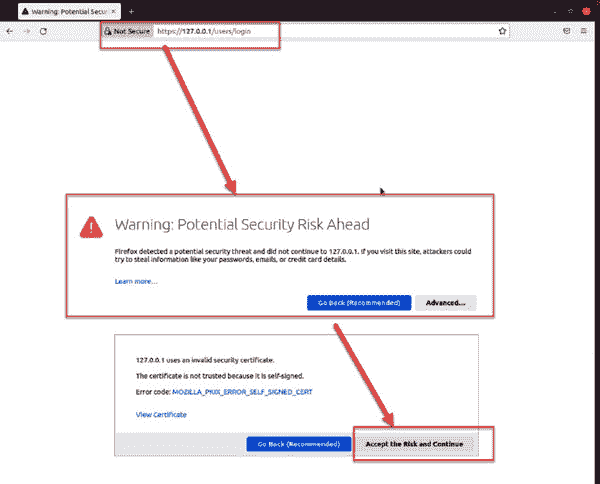 Warning: Potential Securi
Not Secure https://127.0.0.1/users/login
Warning: Potential Security Risk Ahead
Firefox detected a potential security threat and did not continue to 127.0.0.1. If you visit this site, attackers could
try to steal information like your passwords, emails, or credit card details.
Learn more...
Go Back (Recommended) Advanced...
127.0.0.1 uses an invalid security certificate.
The certificate is not trusted because it is self-signed.
Error code: MOZILLA_PKIX_ERROR_SELF_SIGNED_CERT
View Certificate
Go Back (Recommended) Accept the Risk and Continue